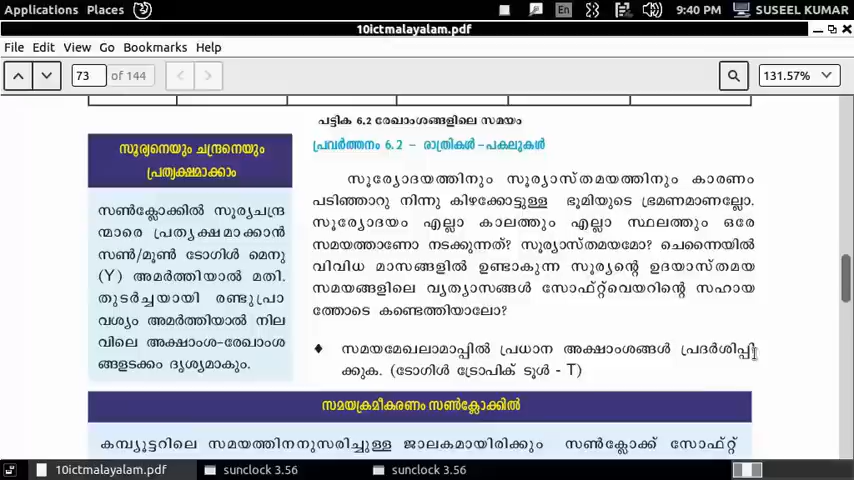 Applications Places En 9:40 PM SUSEEL KUMAR
10ictmalayalam.pdf
File Edit View Go Bookmarks Help
73 of 144 131.57%
പട്ടിക 6.2 രേഖാംശങ്ങളിലെ സമയം
സൂര്യനെയും ചന്ദ്രനെയും
പ്രത്യക്ഷമാക്കാം
സൺക്ലോക്കിൽ സൂര്യചന്ദ്ര
ന്മാരെ പ്രത്യക്ഷമാക്കാൻ
സൺ/മൂൺ ടോഗിൾ മെനു
(Y) അമർത്തിയാൽ മതി.
തുടർച്ചയായി രണ്ടുപ്രാ
വശ്യം അമർത്തിയാൽ നില
വിലെ അക്ഷാംശ-രേഖാംശ
ങ്ങളടക്കം ദൃശ്യമാകും.
പ്രവർത്തനം 6.2 – രാത്രികൾ-പകലുകൾ
സൂര്യോദയത്തിനും സൂര്യാസ്തമയത്തിനും കാരണം
പടിഞ്ഞാറു നിന്നു കിഴക്കോട്ടുള്ള ഭൂമിയുടെ ഭ്രമണമാണല്ലോ.
സൂര്യോദയം എല്ലാ കാലത്തും എല്ലാ സ്ഥലത്തും ഒരേ
സമയത്താണോ നടക്കുന്നത്? സൂര്യാസ്തമയമോ? ചെന്നൈയിൽ
വിവിധ മാസങ്ങളിൽ ഉണ്ടാകുന്ന സൂര്യന്റെ ഉദയാസ്തമയ
സമയങ്ങളിലെ വ്യത്യാസങ്ങൾ സോഫ്റ്റ്‌വെയറിന്റെ സഹായ
ത്തോടെ കണ്ടെത്തിയാലോ?
♦ സമയമേഖലാമാപ്പിൽ പ്രധാന അക്ഷാംശങ്ങൾ പ്രദർശിപ്പി
ക്കുക. (ടോഗിൾ ട്രോപിക് ടൂൾ - T)
സമയക്രമീകരണം സൺക്ലോക്കിൽ
കമ്പ്യൂട്ടറിലെ സമയത്തിനനുസരിച്ചുള്ള ജാലകമായിരിക്കും സൺക്ലോക്ക് സോഫ്റ്റ്
10ictmalayalam.pdf sunclock 3.56 sunclock 3.56